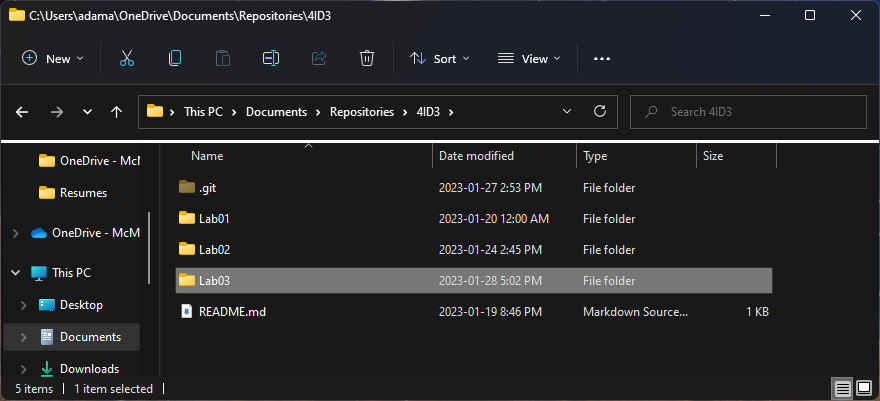 C:\Users\adama\OneDrive\Documents\Repositories\4ID3
New Sort View
This PC Documents Repositories 4ID3 Search 4ID3
Name Date modified Type Size
OneDrive - McM
Resumes
OneDrive - McM
This PC
Desktop
Documents
Downloads
.git 2023-01-27 2:53 PM File folder
Lab01 2023-01-20 12:00 AM File folder
Lab02 2023-01-24 2:45 PM File folder
Lab03 2023-01-28 5:02 PM File folder
README.md 2023-01-19 8:46 PM Markdown Source... 1 KB
5 items 1 item selected